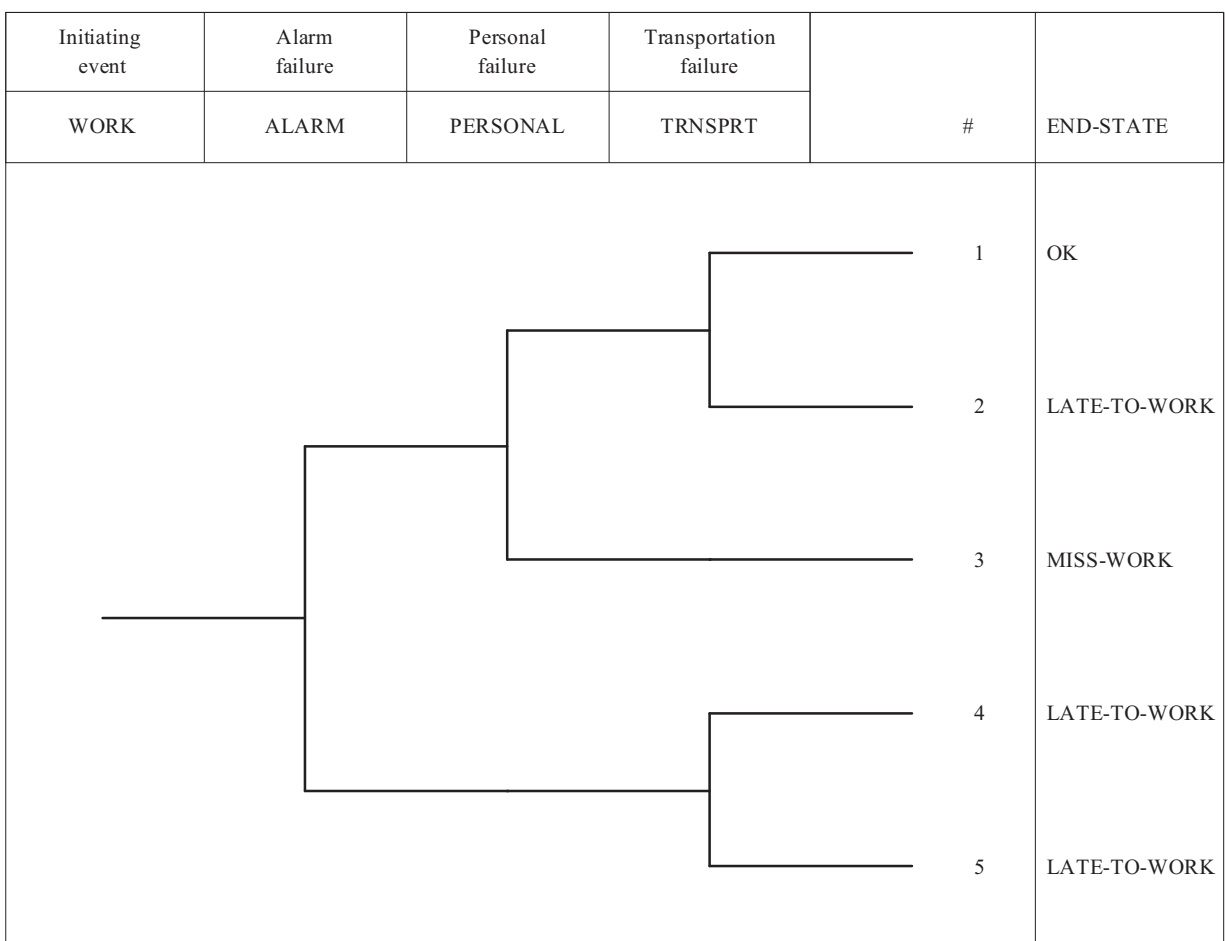 Initiating
event
Alarm
failure
Personal
failure
Transportation
failure
WORK
ALARM
PERSONAL
TRNSPRT
#
END-STATE
1
OK
2
LATE-TO-WORK
3
MISS-WORK
4
LATE-TO-WORK
5
LATE-TO-WORK